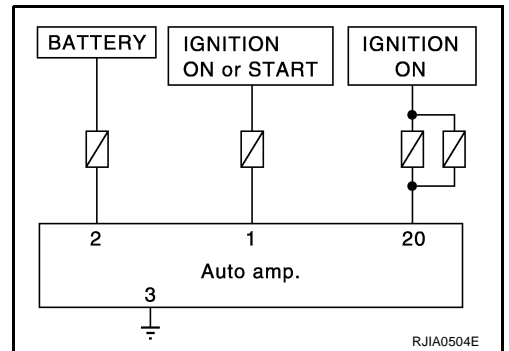 BATTERY
IGNITION
ON or START
IGNITION
ON
2
1
20
Auto amp.
3
RJIA0504E